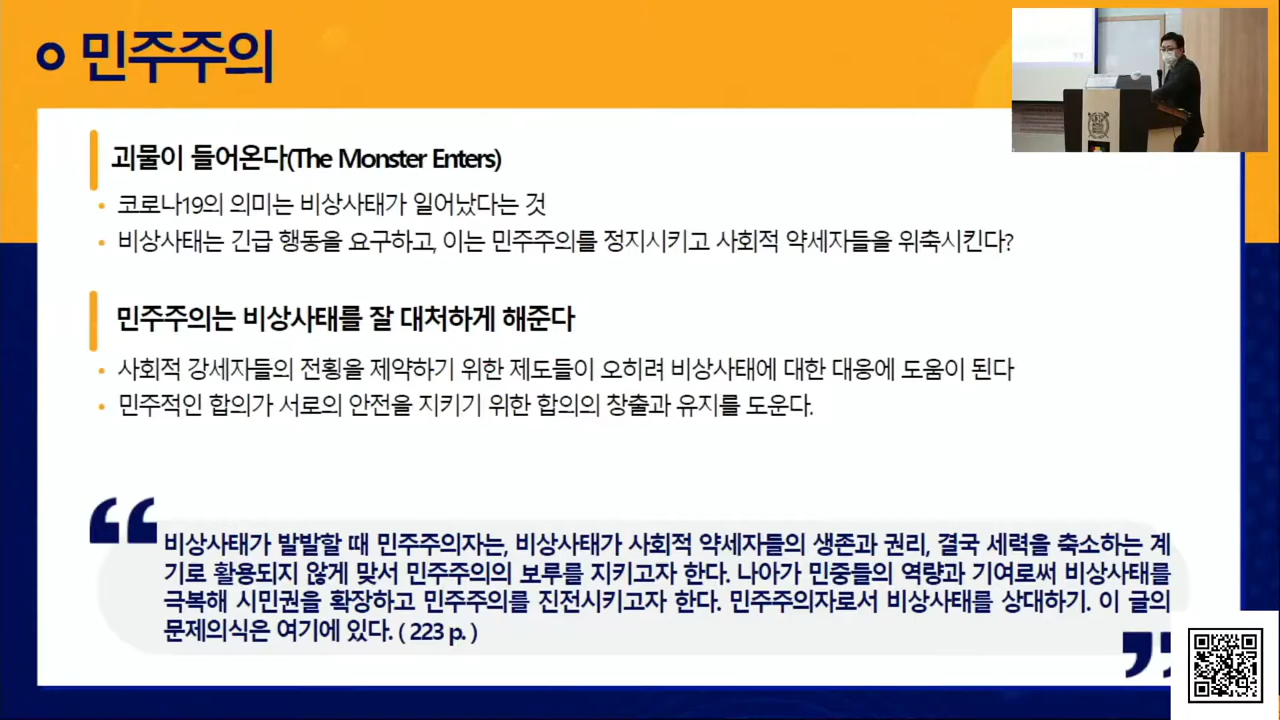 민주주의
괴물이 들어온다(The Monster Enters)
코로나19의 의미는 비상사태가 일어났다는 것
비상사태는 긴급 행동을 요구하고, 이는 민주주의를 정지시키고 사회적 약세자들을 위축시킨다?
민주주의는 비상사태를 잘 대처하게 해준다
사회적 강세자들의 전횡을 제약하기 위한 제도들이 오히려 비상사태에 대한 대응에 도움이 된다
민주적인 합의가 서로의 안전을 지키기 위한 합의의 창출과 유지를 도운다.
비상사태가 발발할 때 민주주의자는, 비상사태가 사회적 약세자들의 생존과 권리, 결국 세력을 축소하는 계
기로 활용되지 않게 맞서 민주주의의 보루를 지키고자 한다. 나아가 민중들의 역량과 기여로써 비상사태를
극복해 시민권을 확장하고 민주주의를 진전시키고자 한다. 민주주의자로서 비상사태를 상대하기. 이 글의
문제의식은 여기에 있다. ( 223 p. )